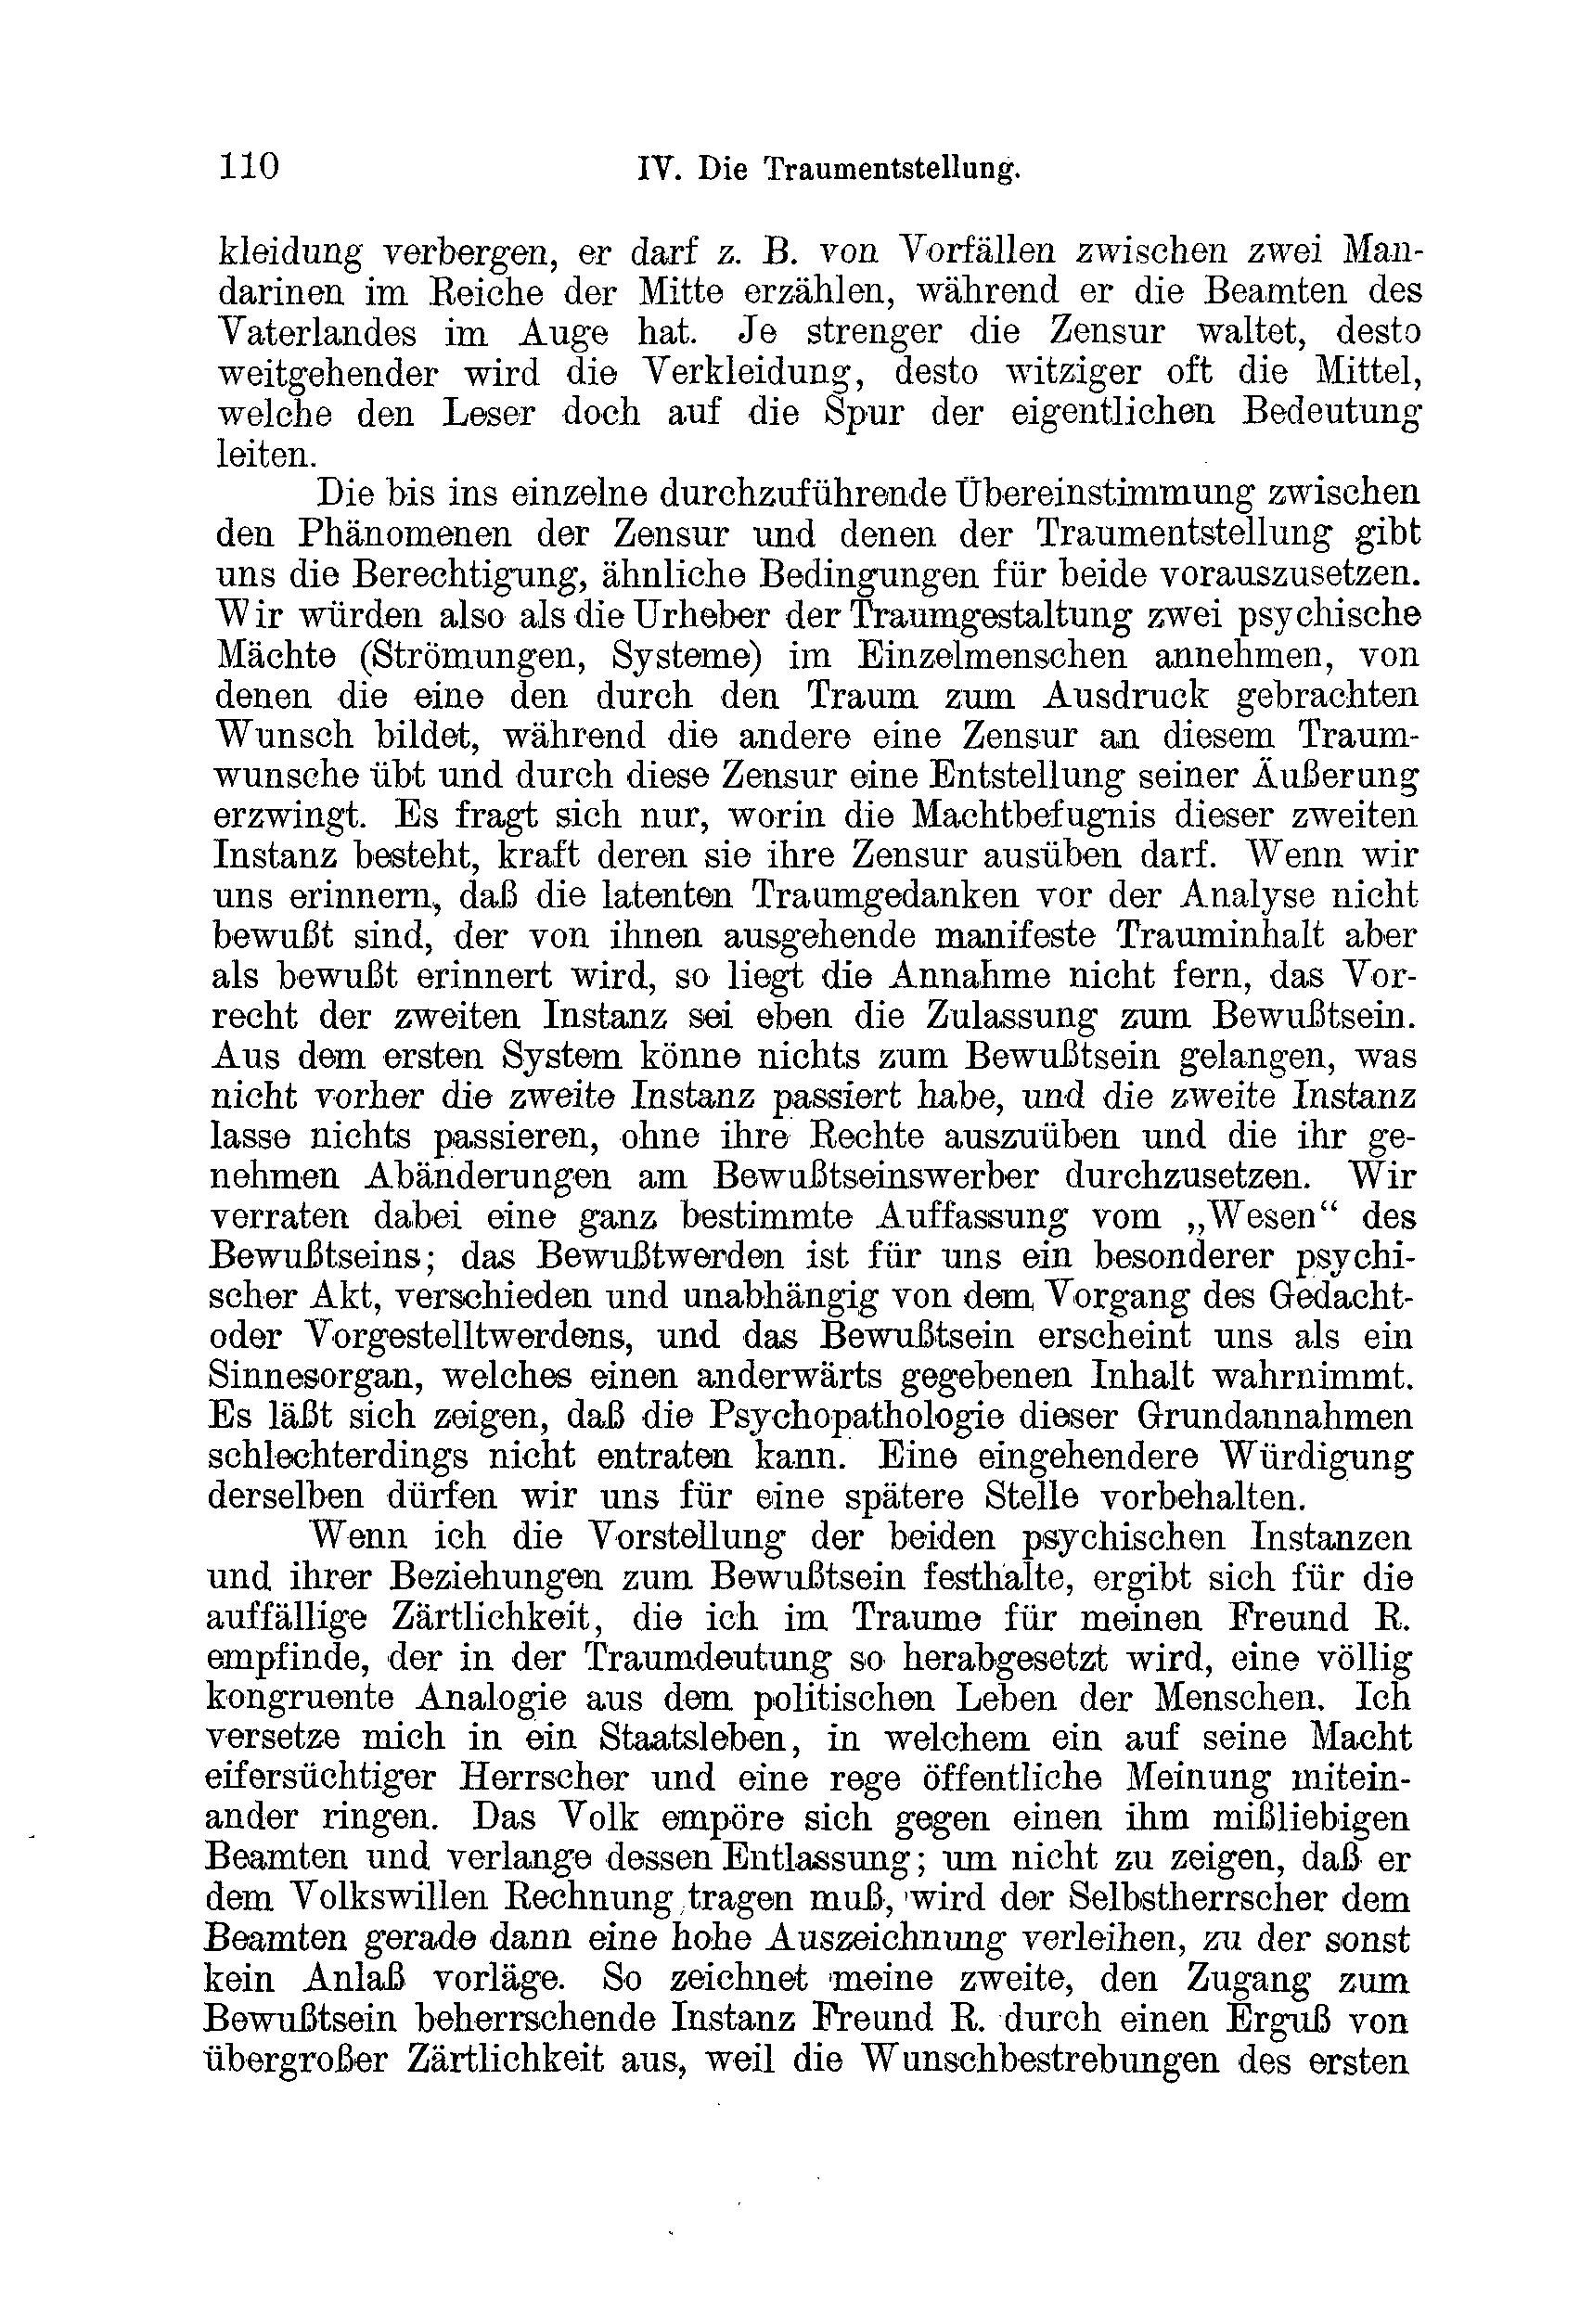 110
IV. Die Traumentstellung.
kleidung verbergen, er darf z. B. von Vorfällen zwischen zwei Man-
darinen im Reiche der Mitte erzählen, während er die Beamten des
Vaterlandes im Auge hat. Je strenger die Zensur waltet, desto
weitgehender wird die Verkleidung, desto witziger oft die Mittel,
welche den Leser doch auf die Spur der eigentlichen Bedeutung
leiten.
Die bis ins einzelne durchzuführende Übereinstimmung zwischen
den Phänomenen der Zensur und denen der Traumentstellung gibt
uns die Berechtigung, ähnliche Bedingungen für beide vorauszusetzen.
Wir würden also als die Urheber der Traumgestaltung zwei psychische
Mächte (Strömungen, Systeme) im Einzelmenschen annehmen, von
denen die eine den durch den Traum zum Ausdruck gebrachten
Wunsch bildet, während die andere eine Zensur an diesem Traum-
wunsche übt und durch diese Zensur eine Entstellung seiner Äußerung
erzwingt. Es fragt sich nur, worin die Machtbefugnis dieser zweiten
Instanz besteht, kraft deren sie ihre Zensur ausüben darf. Wenn wir
uns erinnern, daß die latenten Traumgedanken vor der Analyse nicht
bewußt sind, der von ihnen ausgehende manifeste Trauminhalt aber
als bewußt erinnert wird, so liegt die Annahme nicht fern, das Vor-
recht der zweiten Instanz sei eben die Zulassung zum Bewußtsein.
Aus dem ersten System könne nichts zum Bewußtsein gelangen, was
nicht vorher die zweite Instanz passiert habe, und die zweite Instanz
lasse nichts passieren, ohne ihre Rechte auszuüben und die ihr ge-
nehmen Abänderungen am Bewußtseinswerber durchzusetzen. Wir
verraten dabei eine ganz bestimmte Auffassung vom „Wesen“ des
Bewußtseins; das Bewußtwerden ist für uns ein besonderer psychi-
scher Akt, verschieden und unabhängig von dem Vorgang des Gedacht-
oder Vorgestelltwerdens, und das Bewußtsein erscheint uns als ein
Sinnesorgan, welches einen anderwärts gegebenen Inhalt wahrnimmt.
Es läßt sich zeigen, daß die Psychopathologie dieser Grundannahmen
schlechterdings nicht entraten kann. Eine eingehendere Würdigung
derselben dürfen wir uns für eine spätere Stelle vorbehalten.
Wenn ich die Vorstellung der beiden psychischen Instanzen
und ihrer Beziehungen zum Bewußtsein festhalte, ergibt sich für die
auffällige Zärtlichkeit, die ich im Traume für meinen Freund R.
empfinde, der in der Traumdeutung so herabgesetzt wird, eine völlig
kongruente Analogie aus dem politischen Leben der Menschen. Ich
versetze mich in ein Staatsleben, in welchem ein auf seine Macht
eifersüchtiger Herrscher und eine rege öffentliche Meinung mitein-
ander ringen. Das Volk empöre sich gegen einen ihm mißliebigen
Beamten und verlange dessen Entlassung; um nicht zu zeigen, daß er
dem Volkswillen Rechnung tragen muß, wird der Selbstherrscher dem
Beamten gerade dann eine hohe Auszeichnung verleihen, zu der sonst
kein Anlaß vorläge. So zeichnet meine zweite, den Zugang zum
Bewußtsein beherrschende Instanz Freund R. durch einen Erguß von
übergroßer Zärtlichkeit aus, weil die Wunschbestrebungen des ersten